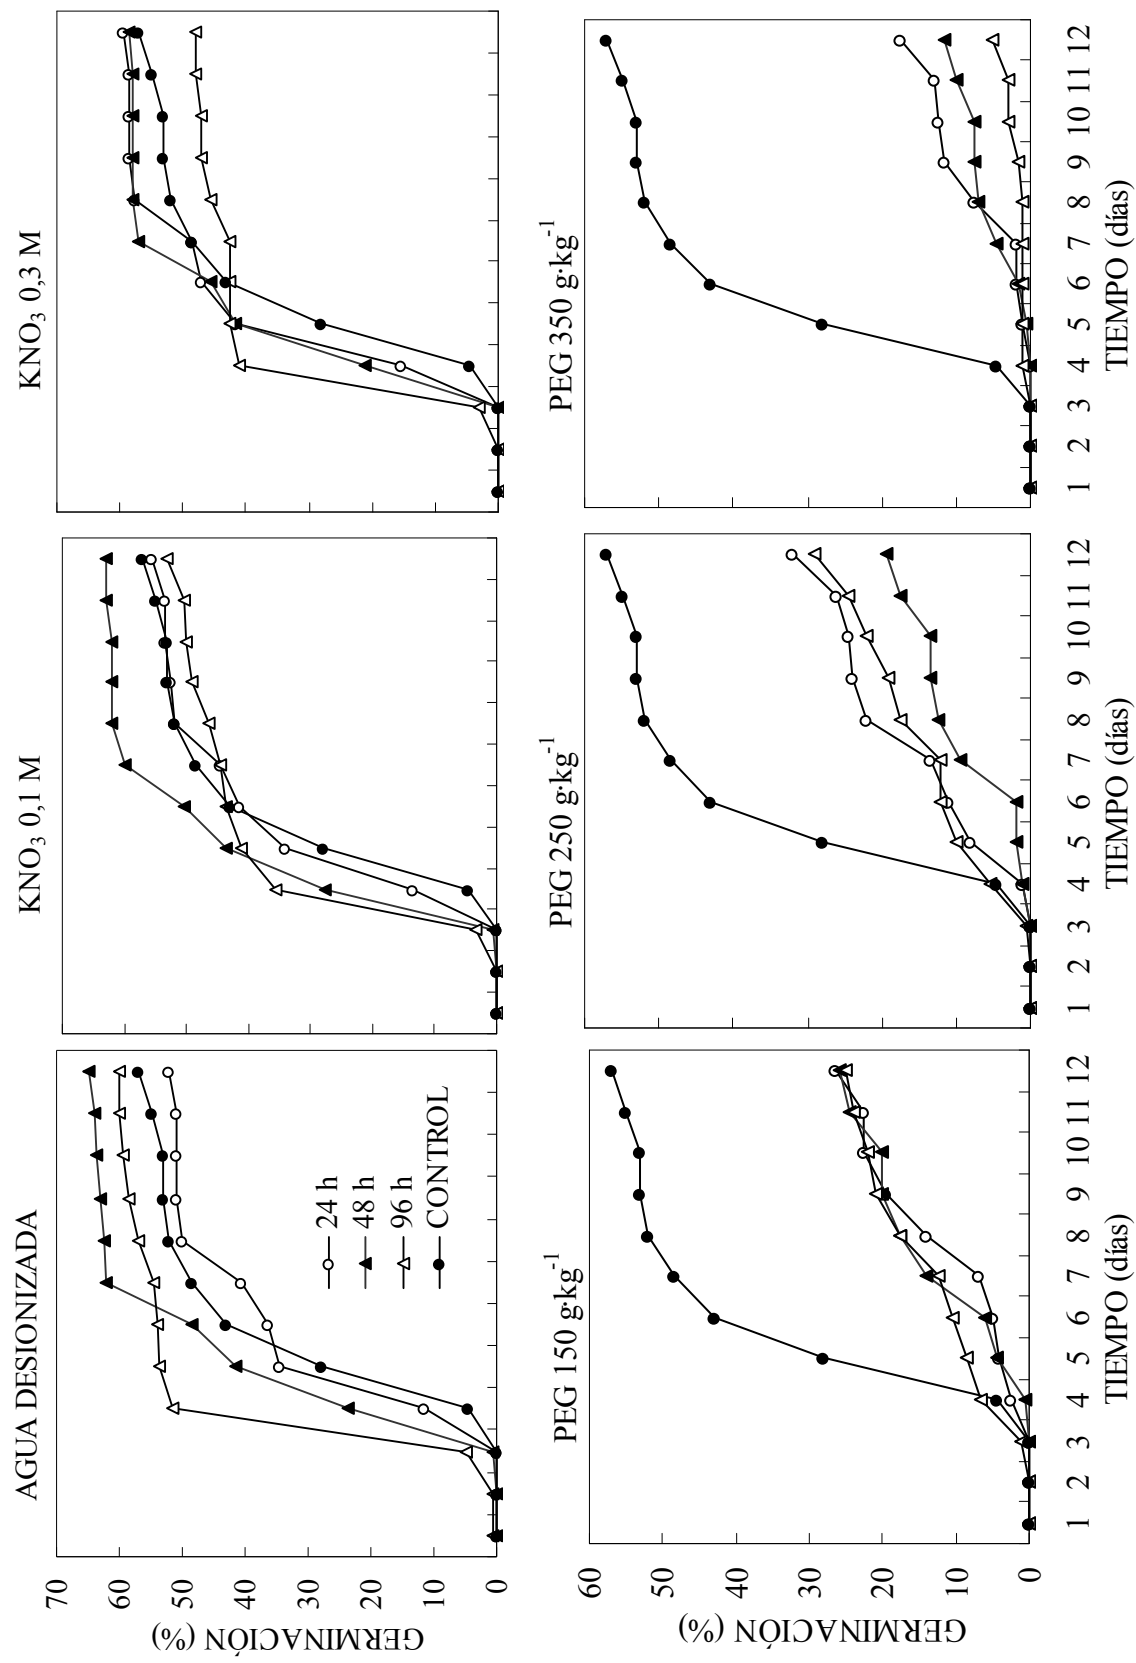 AGUA DESIONIZADA
KNO₃ 0,1 M
KNO₃ 0,3 M
GERMINACIÓN (%)
70
60
50
40
30
20
10
0
24 h
48 h
96 h
CONTROL
PEG 150 g·kg⁻¹
PEG 250 g·kg⁻¹
PEG 350 g·kg⁻¹
GERMINACIÓN (%)
60
50
40
30
20
10
0
1 2 3 4 5 6 7 8 9 10 11 12
1 2 3 4 5 6 7 8 9 10 11 12
1 2 3 4 5 6 7 8 9 10 11 12
TIEMPO (días)
TIEMPO (días)
TIEMPO (días)